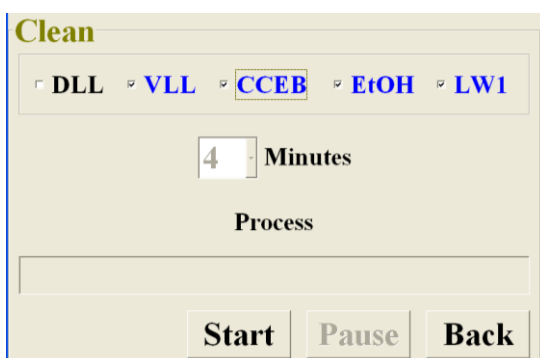 Clean
DLL VLL CCEB EtOH LW1
4 Minutes
Process
Start Pause Back